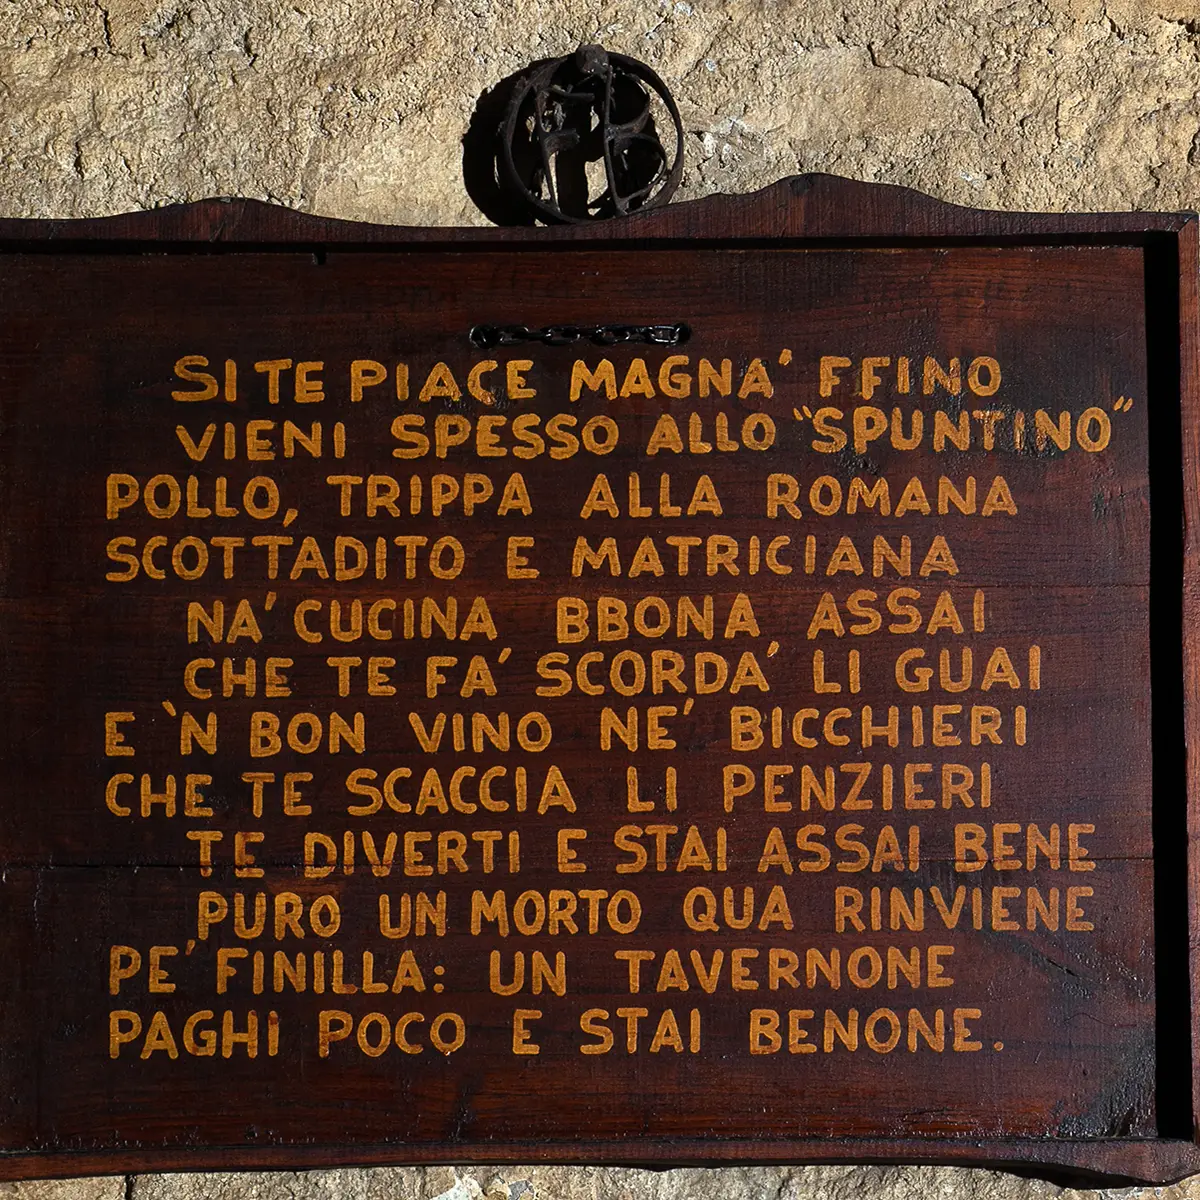 SI TE PIACE MAGNA' FFINO
VIENI SPESSO ALLO "SPUNTINO"
POLLO, TRIPPA ALLA ROMANA
SCOTTADITO E MATRICIANA
NA' CUCINA BBONA, ASSAI
CHE TE FA' SCORDA' LI GUAI
E 'N BON VINO NE' BICCHIERI
CHE TE SCACCIA LI PENZIERI
TE DIVERTI E STAI ASSAI BENE
PURO UN MORTO QUA RINVIENE
PE' FINILLA: UN TAVERNONE
PAGHI POCO E STAI BENONE.